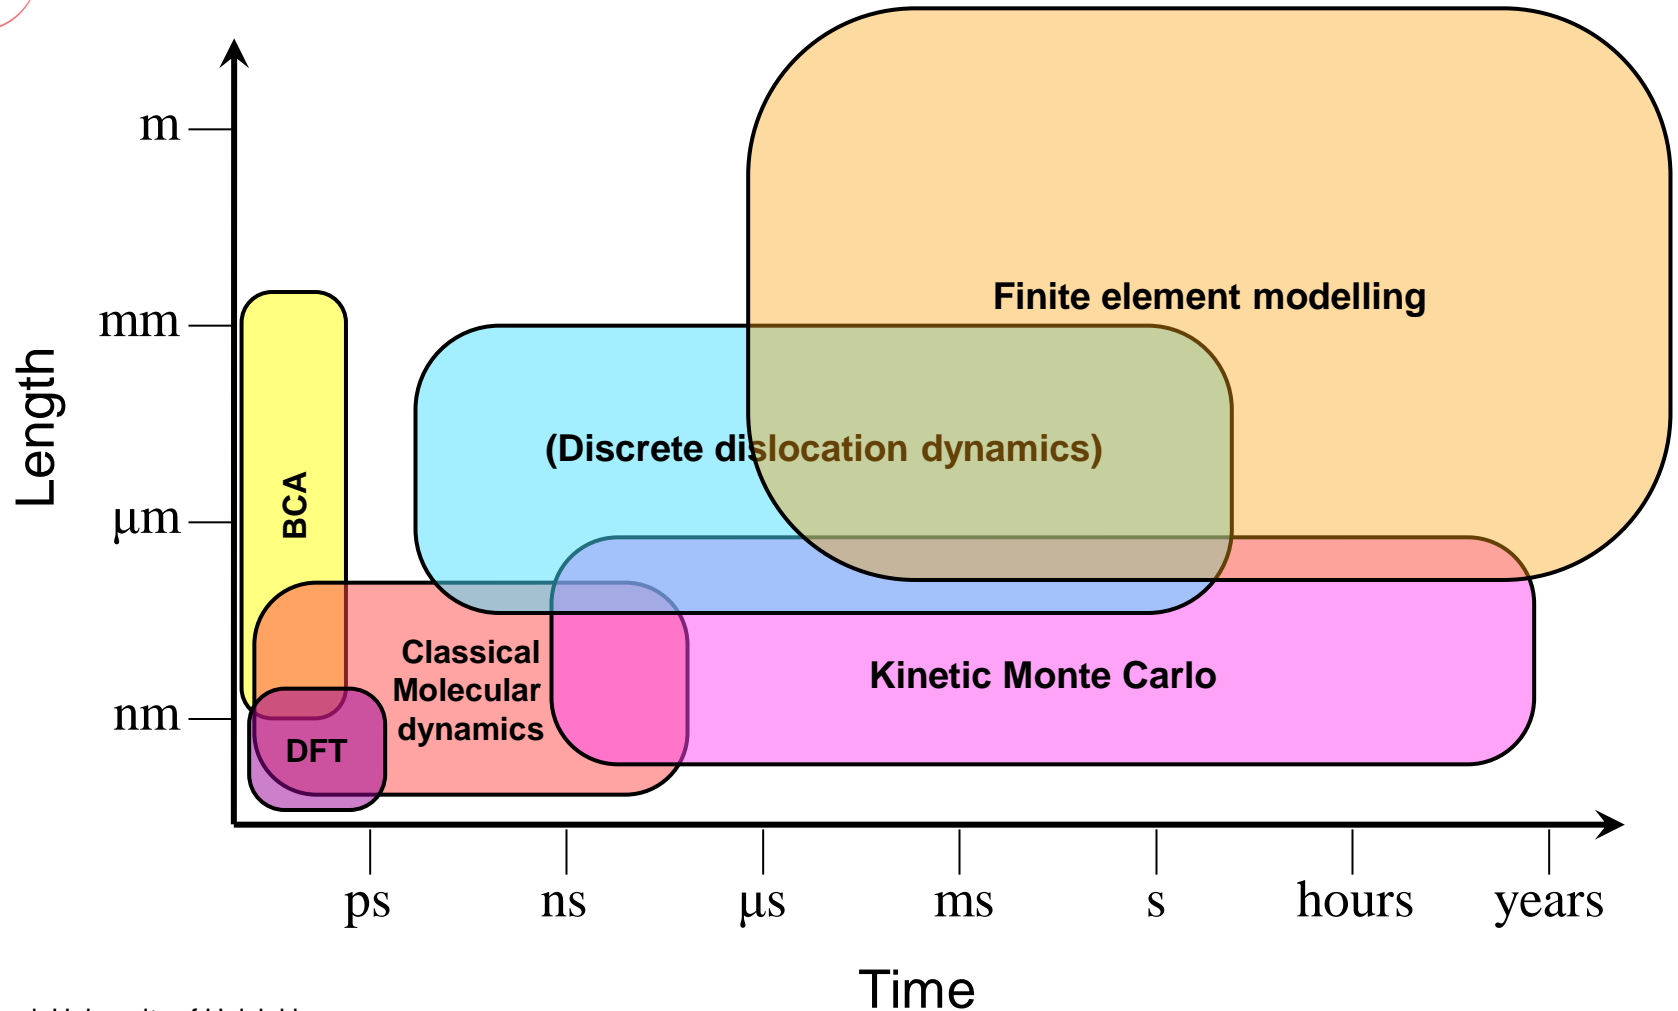 m
mm
μm
nm
Length
BCA
DFT
Classical
Molecular
dynamics
(Discrete dislocation dynamics)
Finite element modelling
Kinetic Monte Carlo
ps
ns
μs
ms
s
hours
years
Time